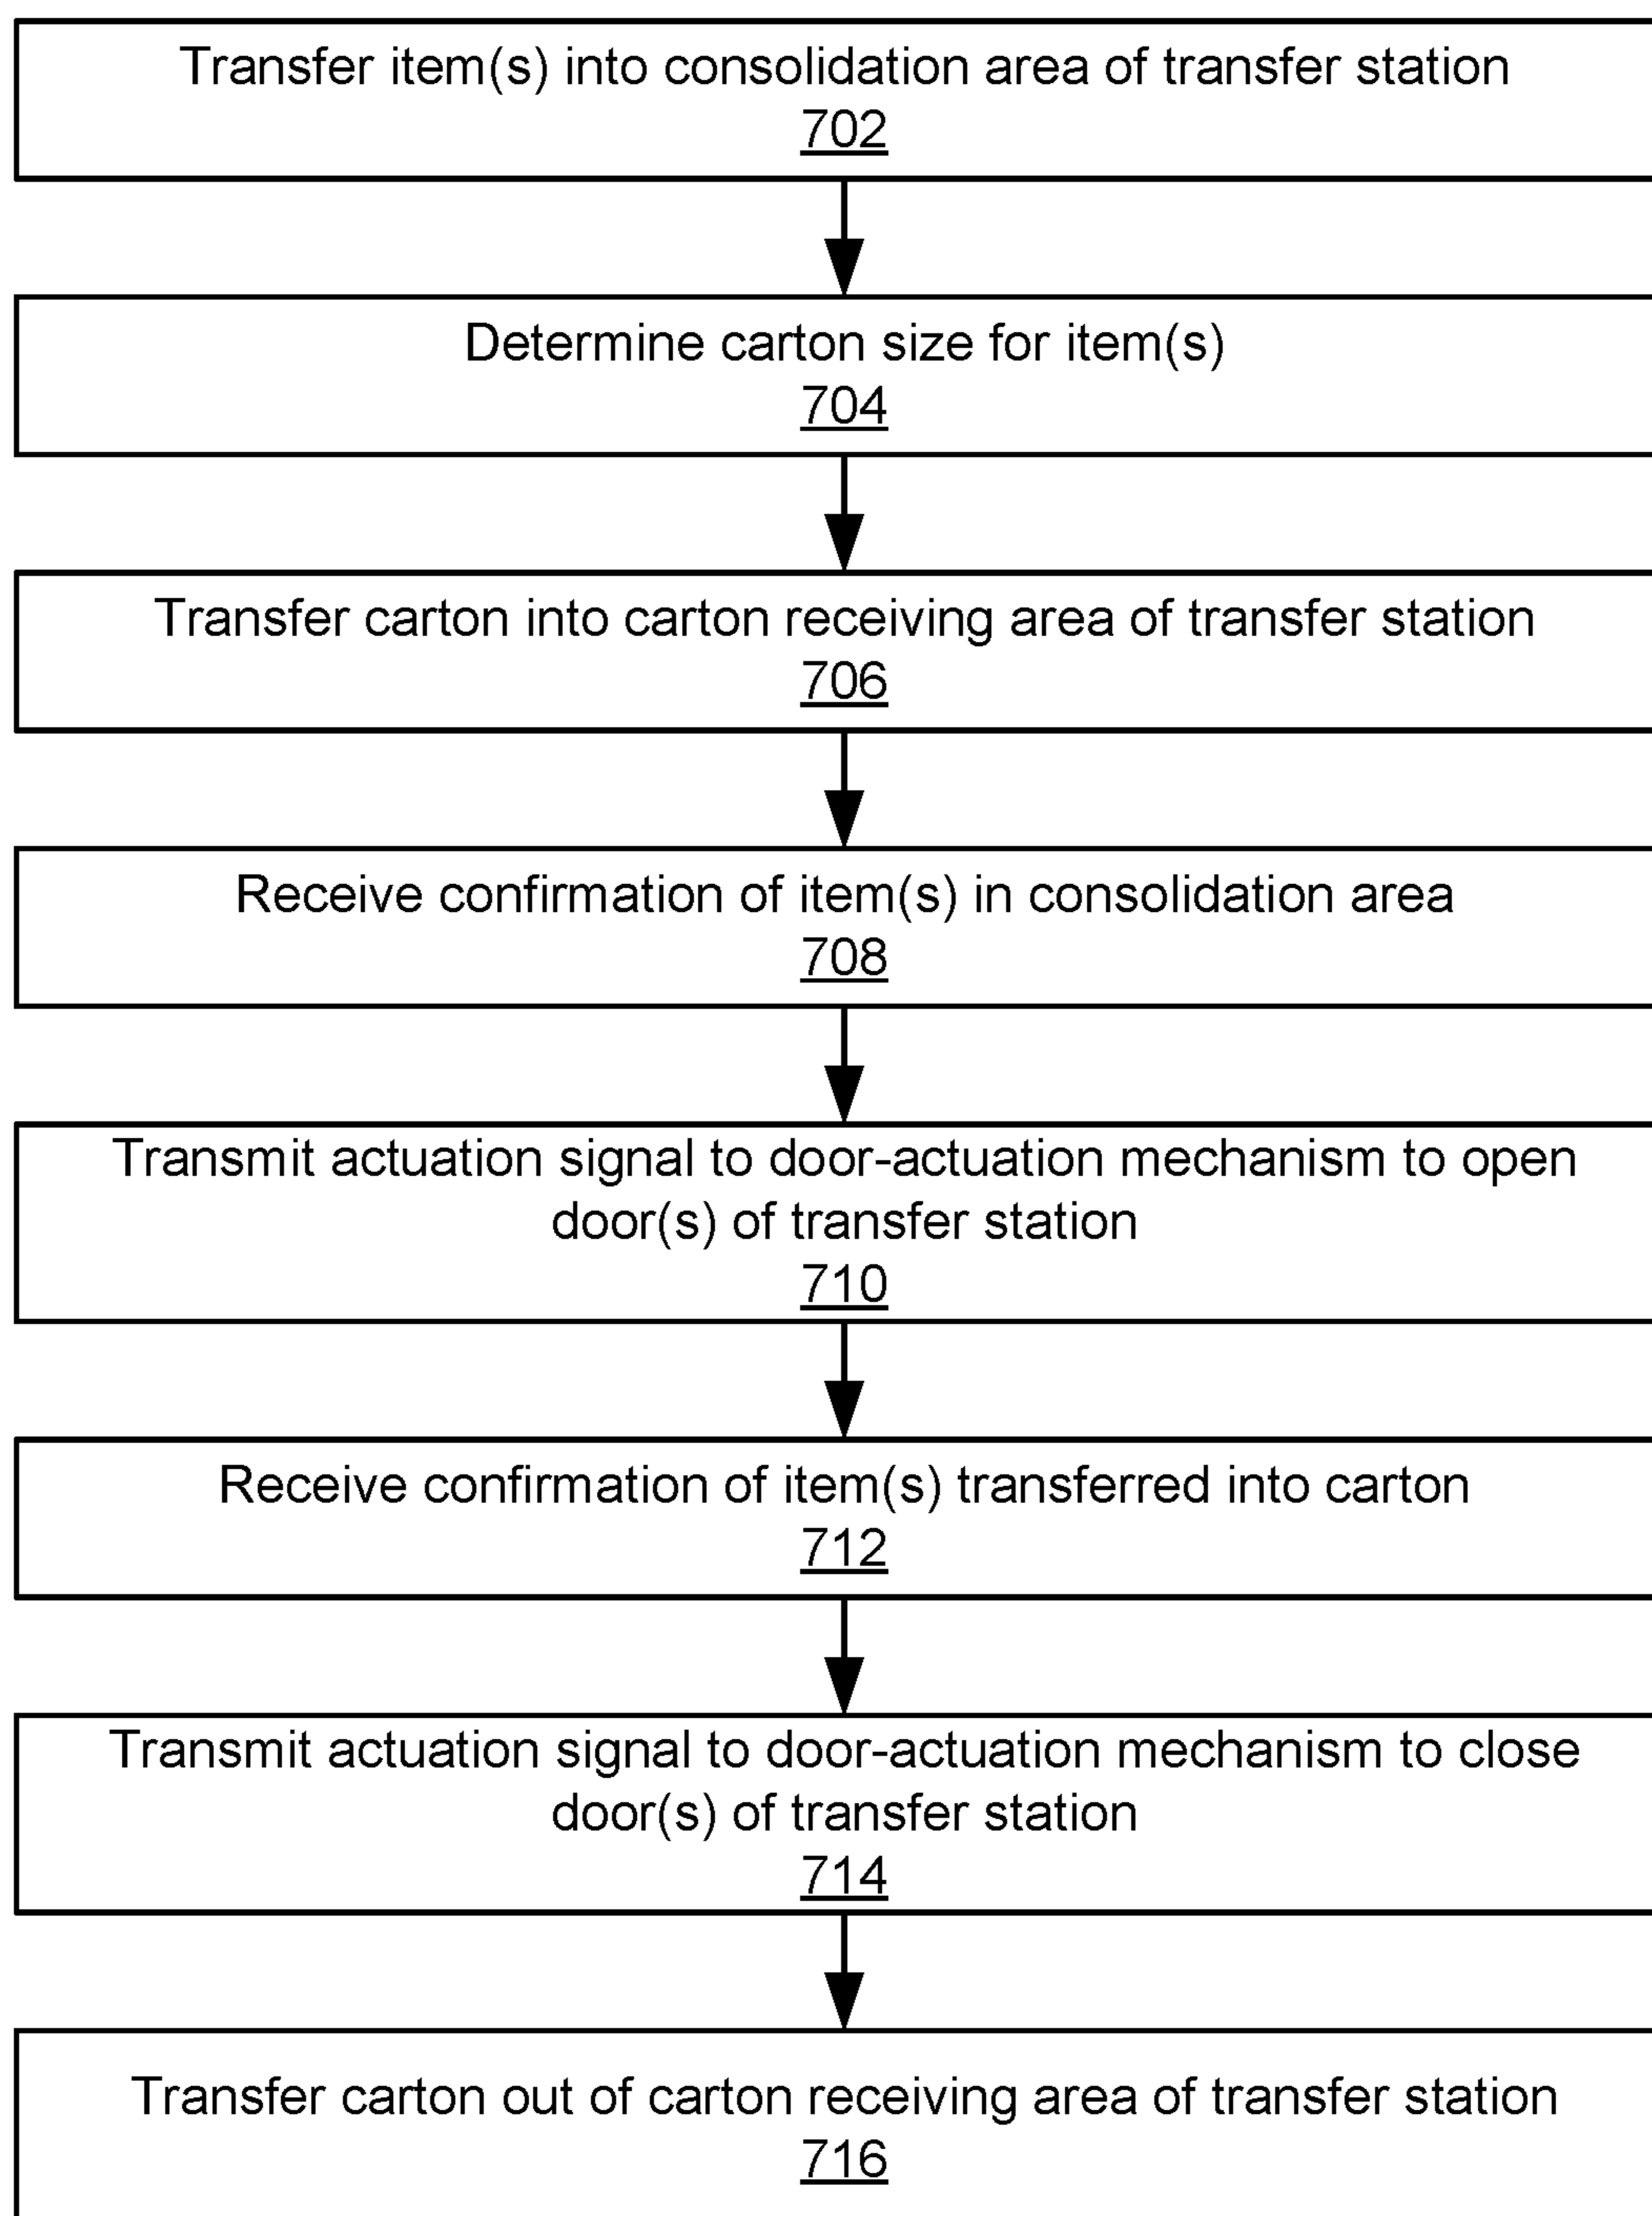 Transfer item(s) into consolidation area of transfer station
702
Determine carton size for item(s)
704
Transfer carton into carton receiving area of transfer station
706
Receive confirmation of item(s) in consolidation area
708
Transmit actuation signal to door-actuation mechanism to open
door(s) of transfer station
710
Receive confirmation of item(s) transferred into carton
712
Transmit actuation signal to door-actuation mechanism to close
door(s) of transfer station
714
Transfer carton out of carton receiving area of transfer station
716